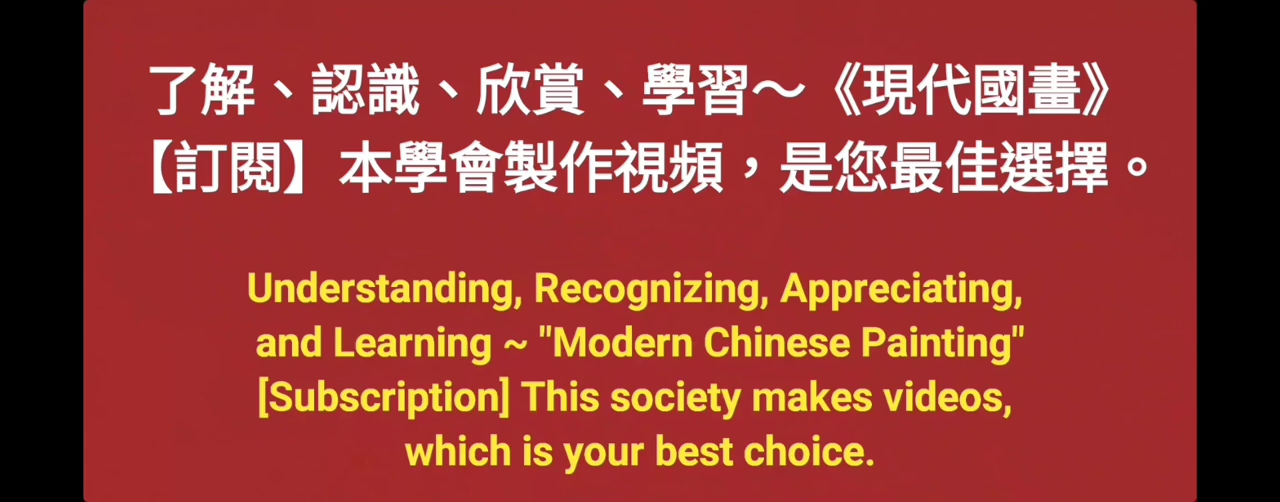 了解、認識、欣賞、學習～《現代國畫》
【訂閱】本學會製作視頻，是您最佳選擇。
Understanding, Recognizing, Appreciating,
and Learning ~ "Modern Chinese Painting"
[Subscription] This society makes videos,
which is your best choice.